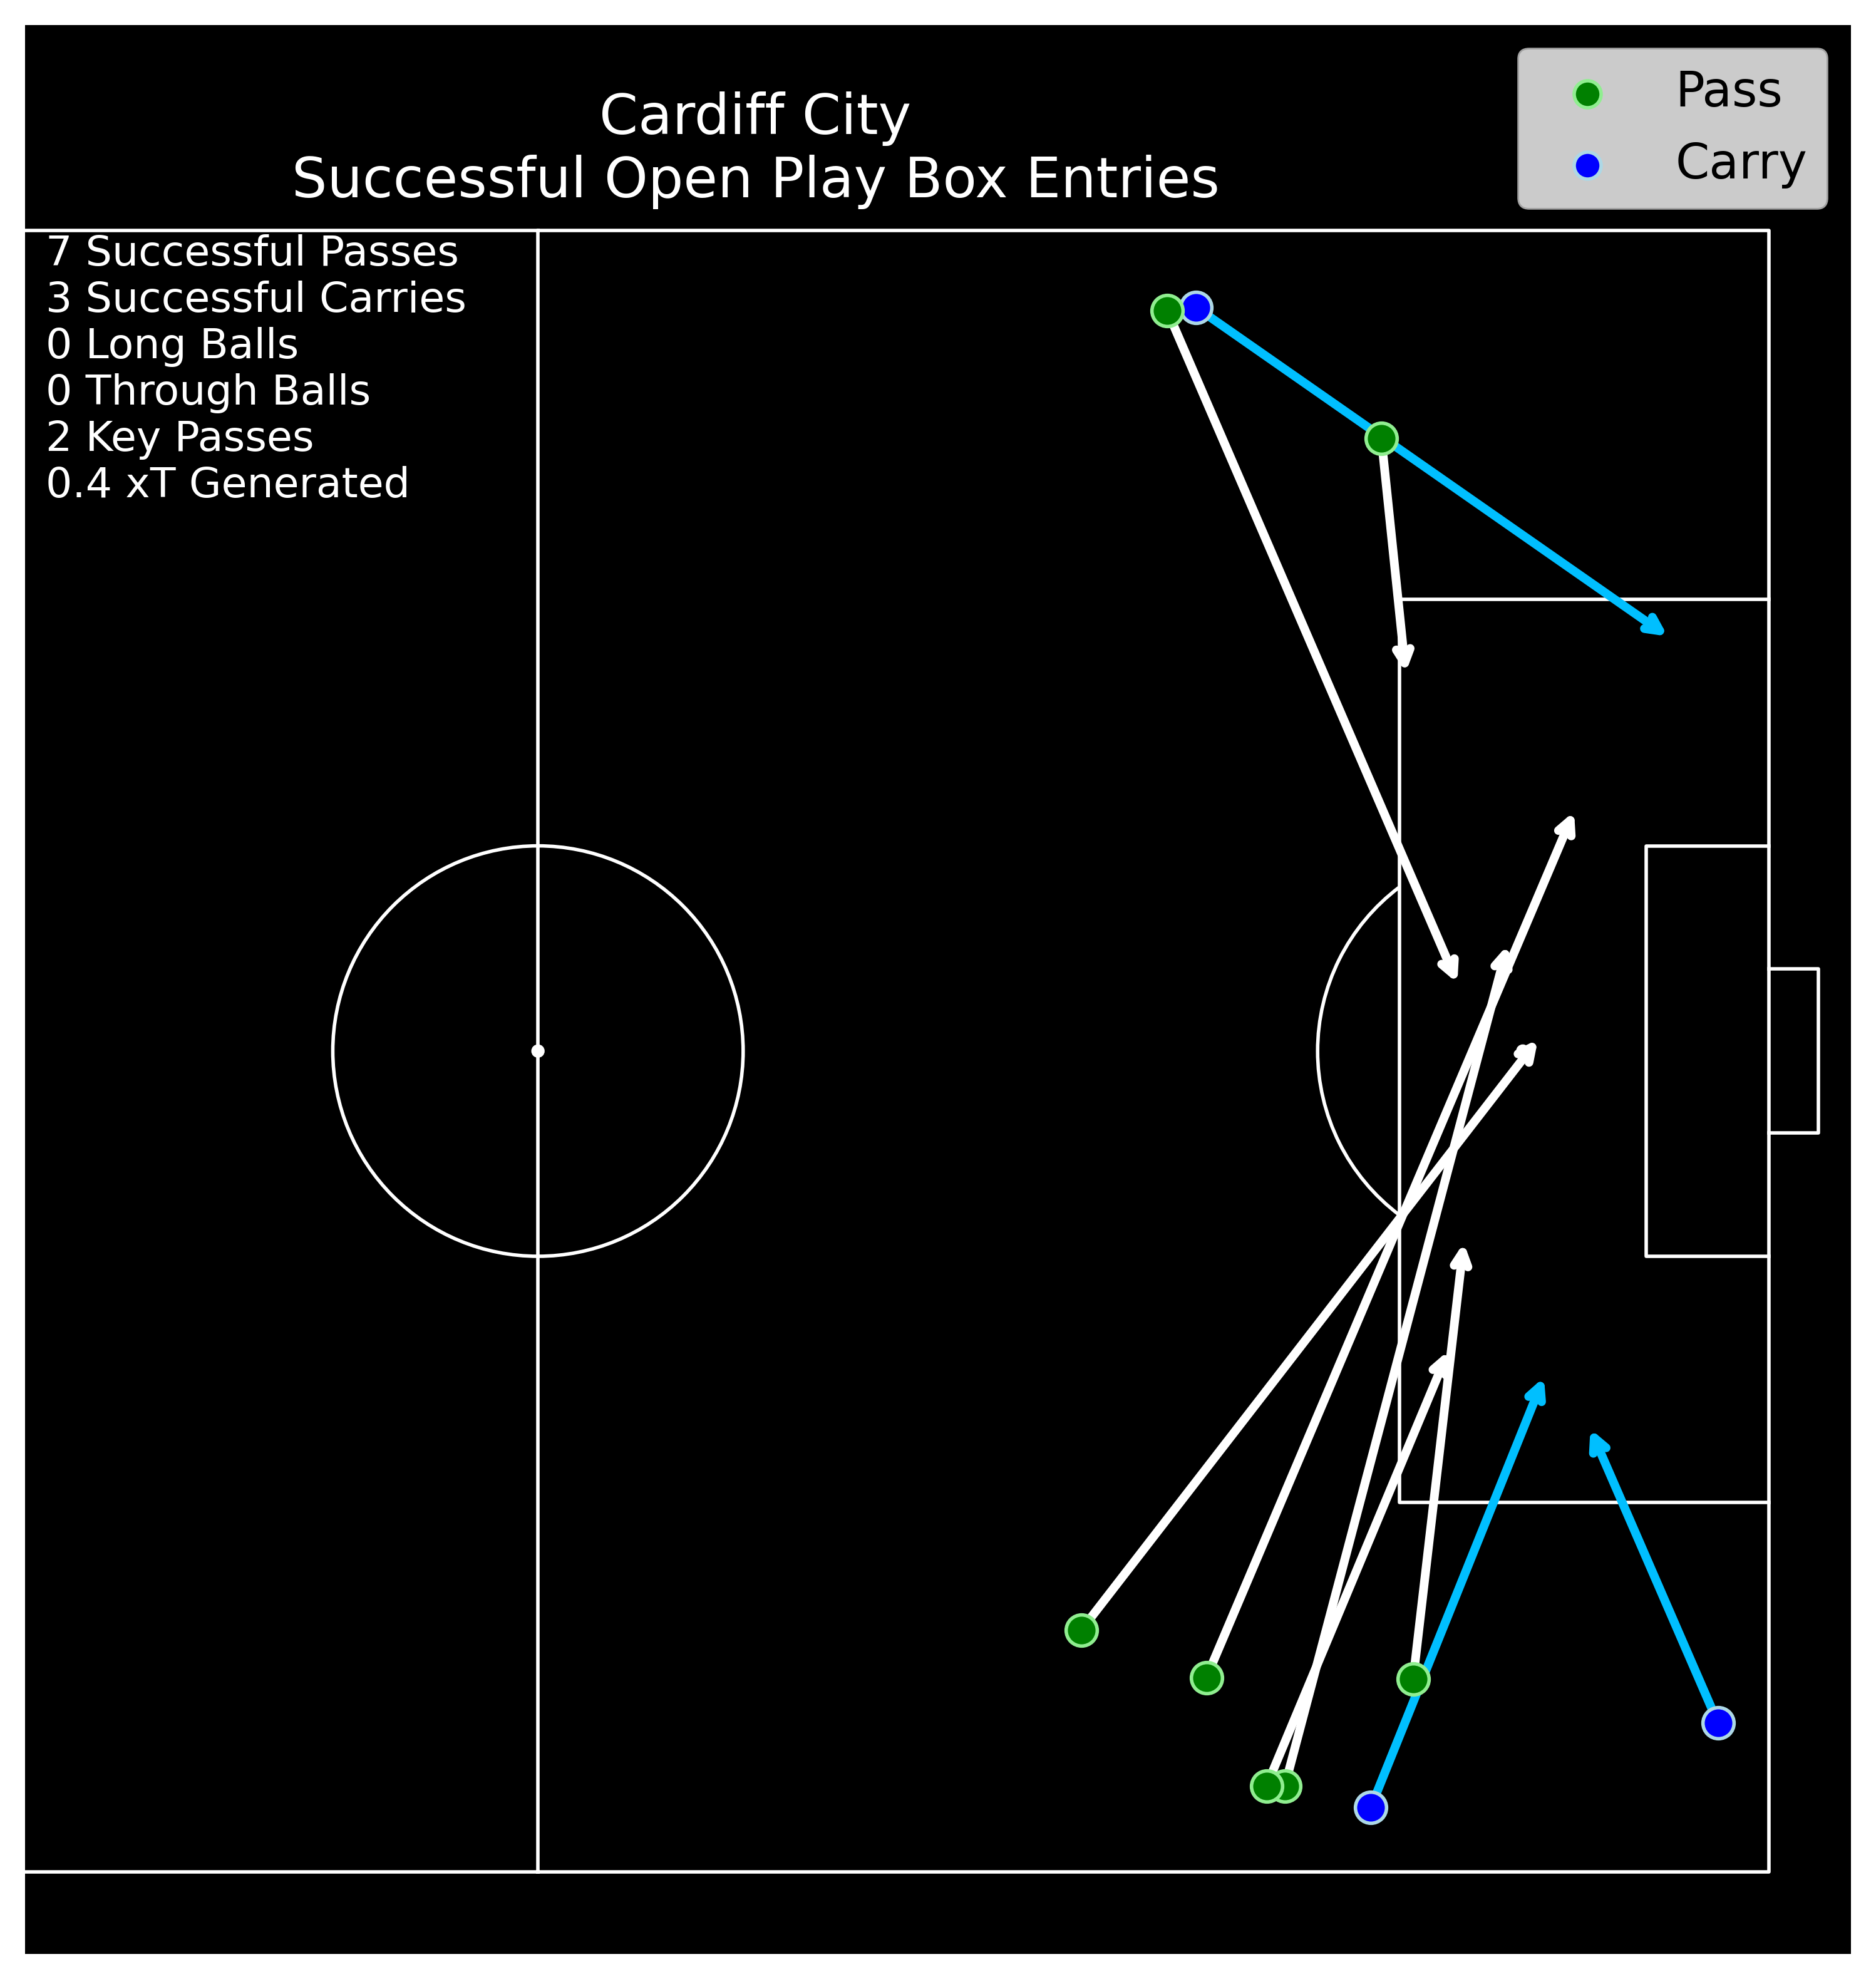 Cardiff City
Successful Open Play Box Entries
Pass
Carry
7 Successful Passes
3 Successful Carries
0 Long Balls
0 Through Balls
2 Key Passes
0.4 xT Generated